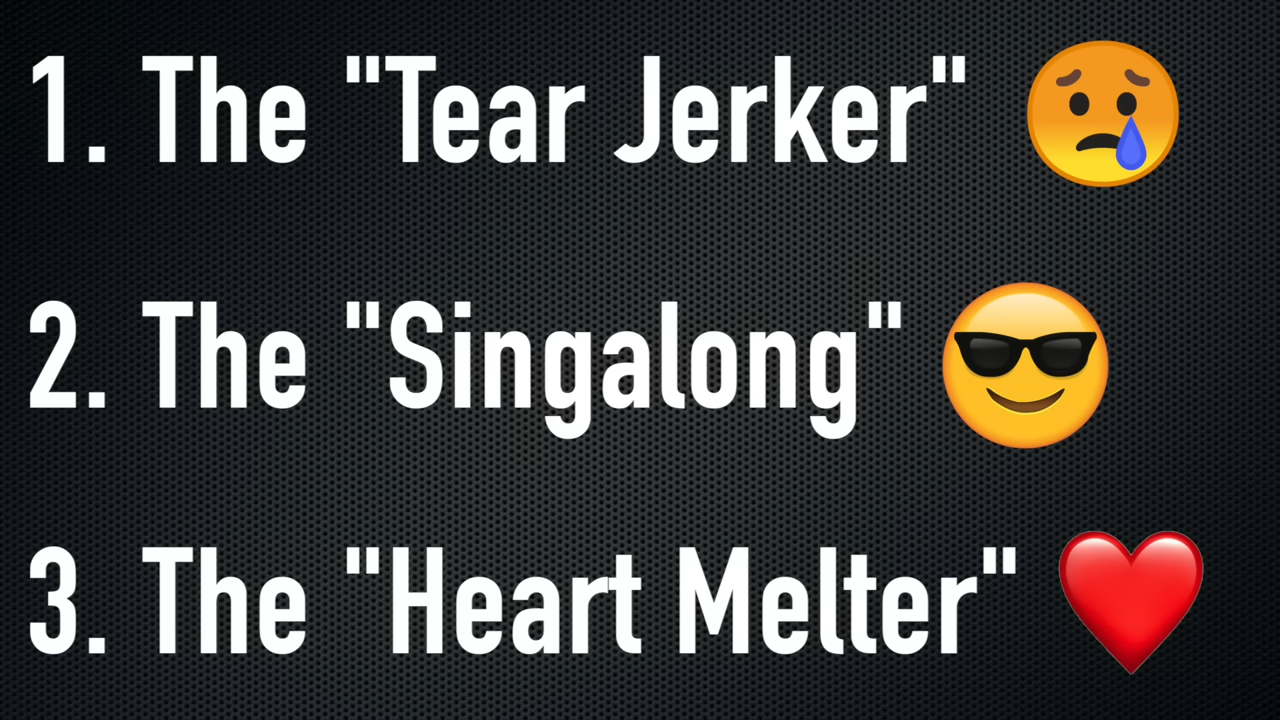 1. The "Tear Jerker" 😢
2. The "Singalong" 😎
3. The "Heart Melter" ❤️